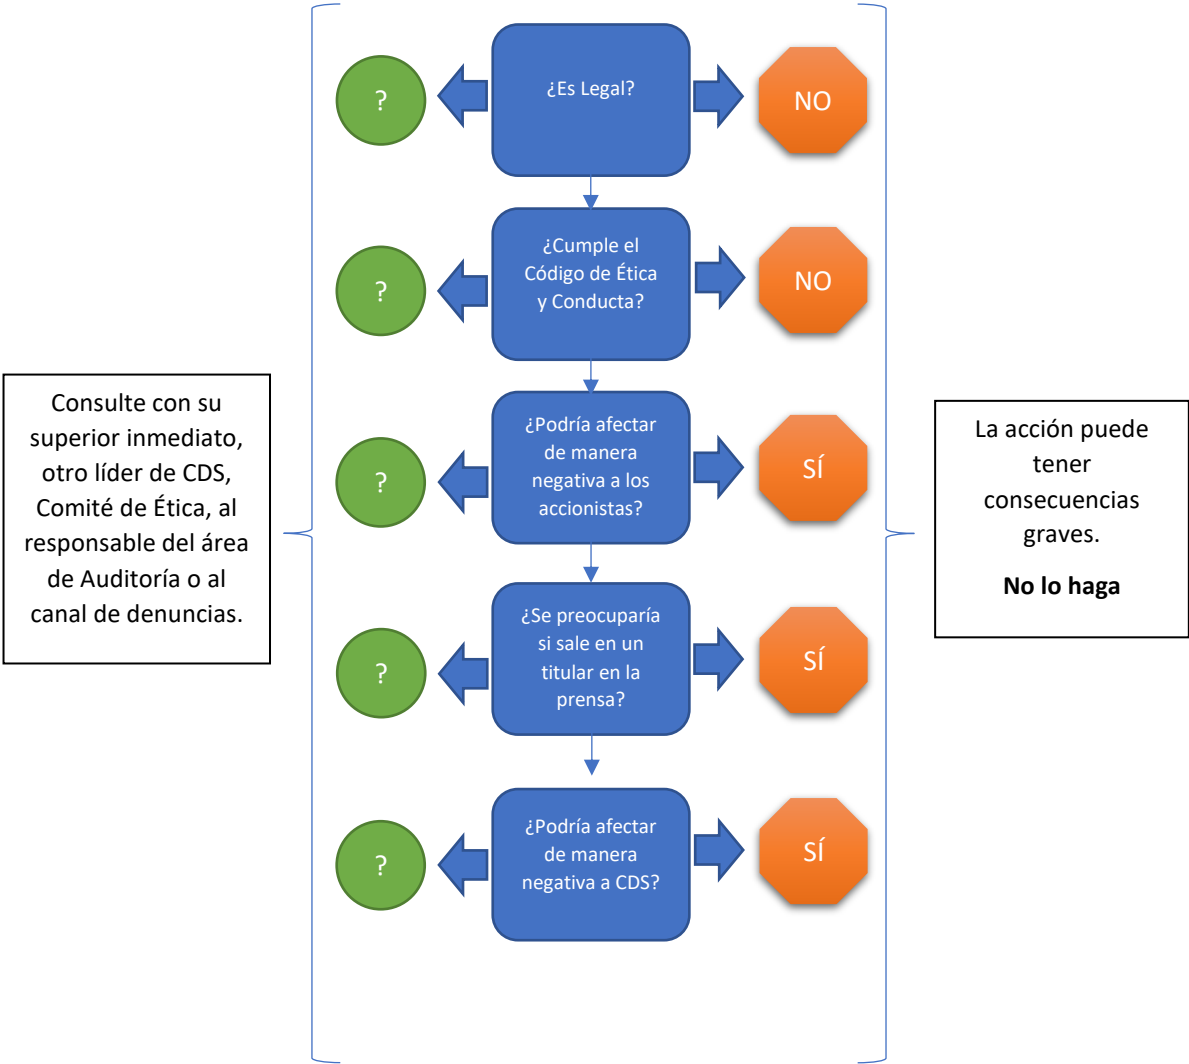 ?
¿Es Legal?
NO
?
¿Cumple el
Código de Ética
y Conducta?
NO
Consulte con su
superior inmediato,
otro líder de CDS,
Comité de Ética, al
responsable del área
de Auditoría o al
canal de denuncias.
?
¿Podría afectar
de manera
negativa a los
accionistas?
SÍ
La acción puede
tener
consecuencias
graves.
No lo haga
?
¿Se preocuparía
si sale en un
titular en la
prensa?
SÍ
?
¿Podría afectar
de manera
negativa a CDS?
SÍ